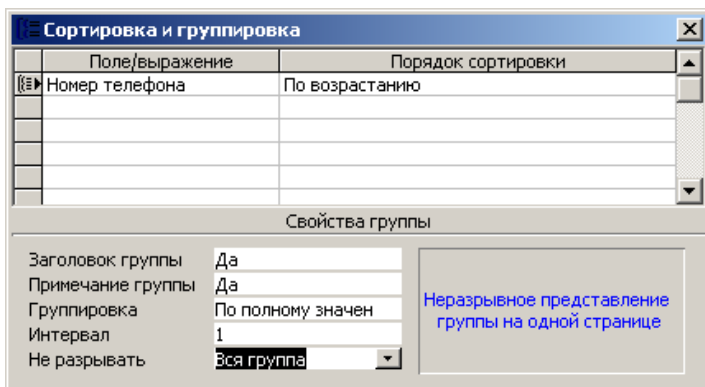 Сортировка и группировка
Поле/выражение Порядок сортировки
Номер телефона По возрастанию
Свойства группы
Заголовок группы Да
Примечание группы Да
Группировка По полному значен
Интервал 1
Не разрывать Вся группа
Неразрывное представление
группы на одной странице